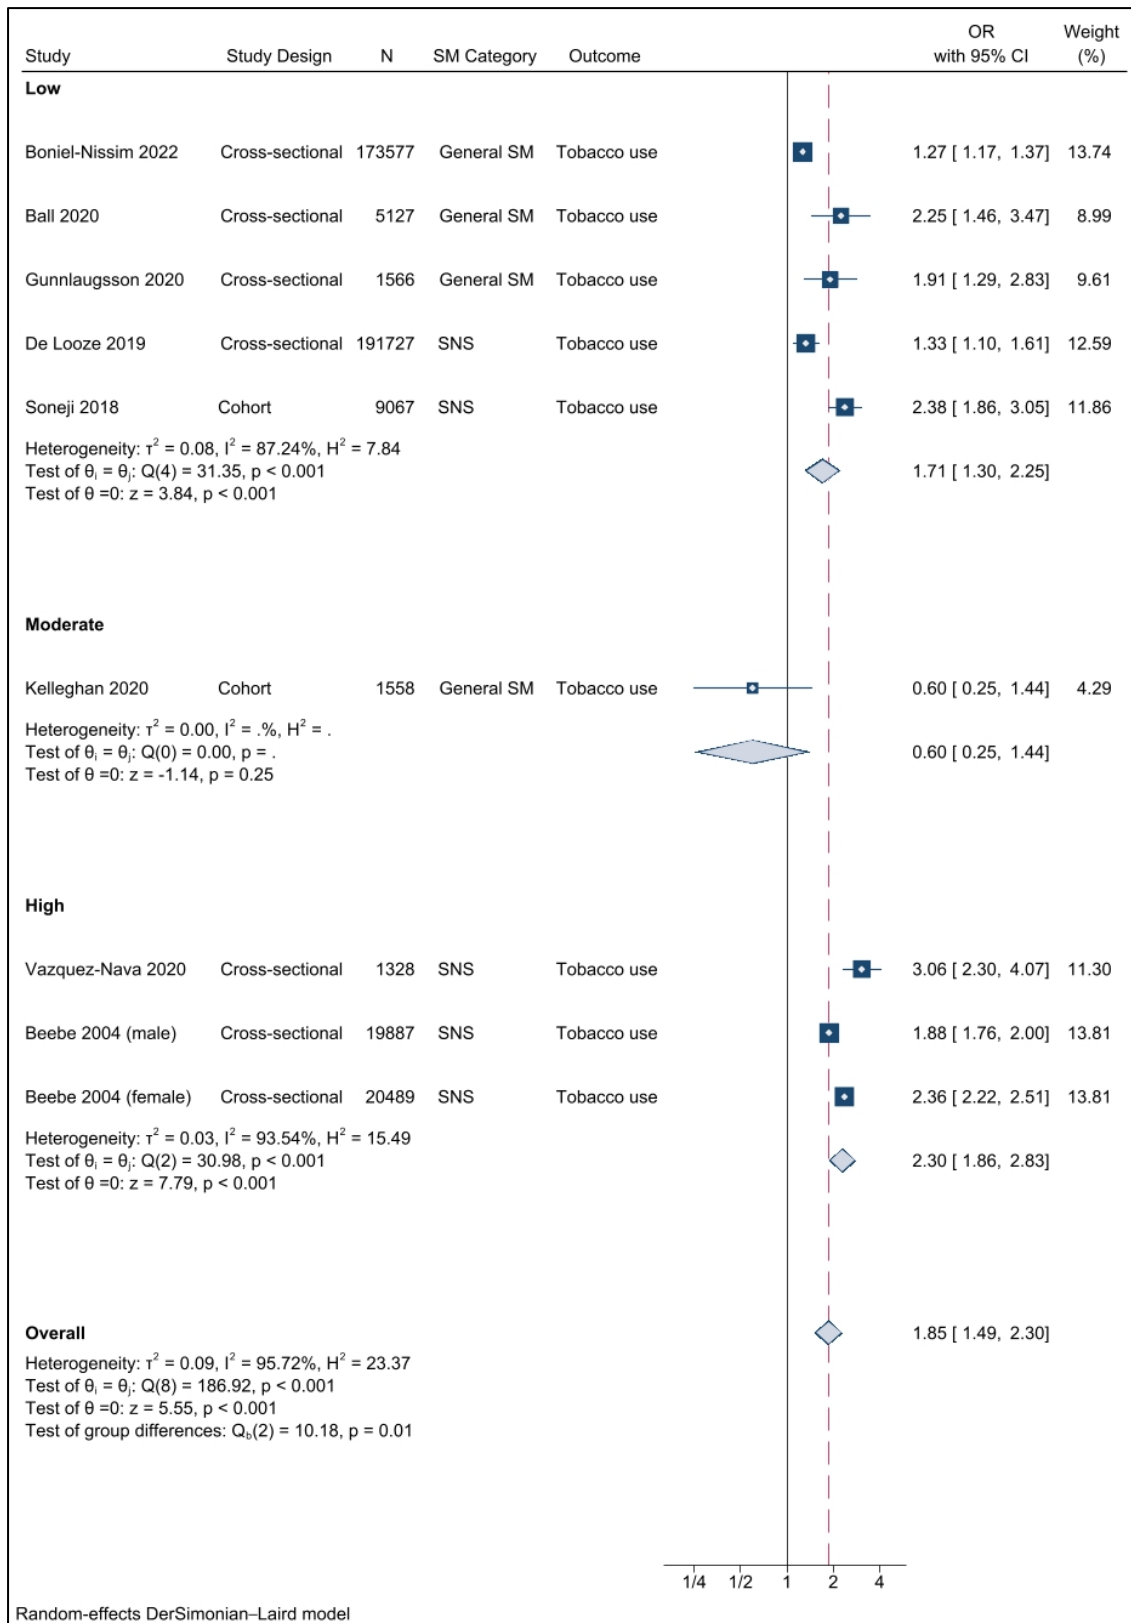 OR Weight
Study Study Design N SM Category Outcome with 95% CI (%)
Low
Boniel-Nissim 2022 Cross-sectional 173577 General SM Tobacco use 1.27 [ 1.17, 1.37] 13.74
Ball 2020 Cross-sectional 5127 General SM Tobacco use 2.25 [ 1.46, 3.47] 8.99
Gunnlaugsson 2020 Cross-sectional 1566 General SM Tobacco use 1.91 [ 1.29, 2.83] 9.61
De Looze 2019 Cross-sectional 191727 SNS Tobacco use 1.33 [ 1.10, 1.61] 12.59
Soneji 2018 Cohort 9067 SNS Tobacco use 2.38 [ 1.86, 3.05] 11.86
Heterogeneity: τ² = 0.08, I² = 87.24%, H² = 7.84
Test of θᵢ = θⱼ: Q(4) = 31.35, p < 0.001 1.71 [ 1.30, 2.25]
Test of θ =0: z = 3.84, p < 0.001
Moderate
Kelleghan 2020 Cohort 1558 General SM Tobacco use 0.60 [ 0.25, 1.44] 4.29
Heterogeneity: τ² = 0.00, I² = .%, H² = .
Test of θᵢ = θⱼ: Q(0) = 0.00, p = . 0.60 [ 0.25, 1.44]
Test of θ =0: z = -1.14, p = 0.25
High
Vazquez-Nava 2020 Cross-sectional 1328 SNS Tobacco use 3.06 [ 2.30, 4.07] 11.30
Beebe 2004 (male) Cross-sectional 19887 SNS Tobacco use 1.88 [ 1.76, 2.00] 13.81
Beebe 2004 (female) Cross-sectional 20489 SNS Tobacco use 2.36 [ 2.22, 2.51] 13.81
Heterogeneity: τ² = 0.03, I² = 93.54%, H² = 15.49
Test of θᵢ = θⱼ: Q(2) = 30.98, p < 0.001 2.30 [ 1.86, 2.83]
Test of θ =0: z = 7.79, p < 0.001
Overall 1.85 [ 1.49, 2.30]
Heterogeneity: τ² = 0.09, I² = 95.72%, H² = 23.37
Test of θᵢ = θⱼ: Q(8) = 186.92, p < 0.001
Test of θ =0: z = 5.55, p < 0.001
Test of group differences: Q_b(2) = 10.18, p = 0.01
1/4 1/2 1 2 4
Random-effects DerSimonian–Laird model